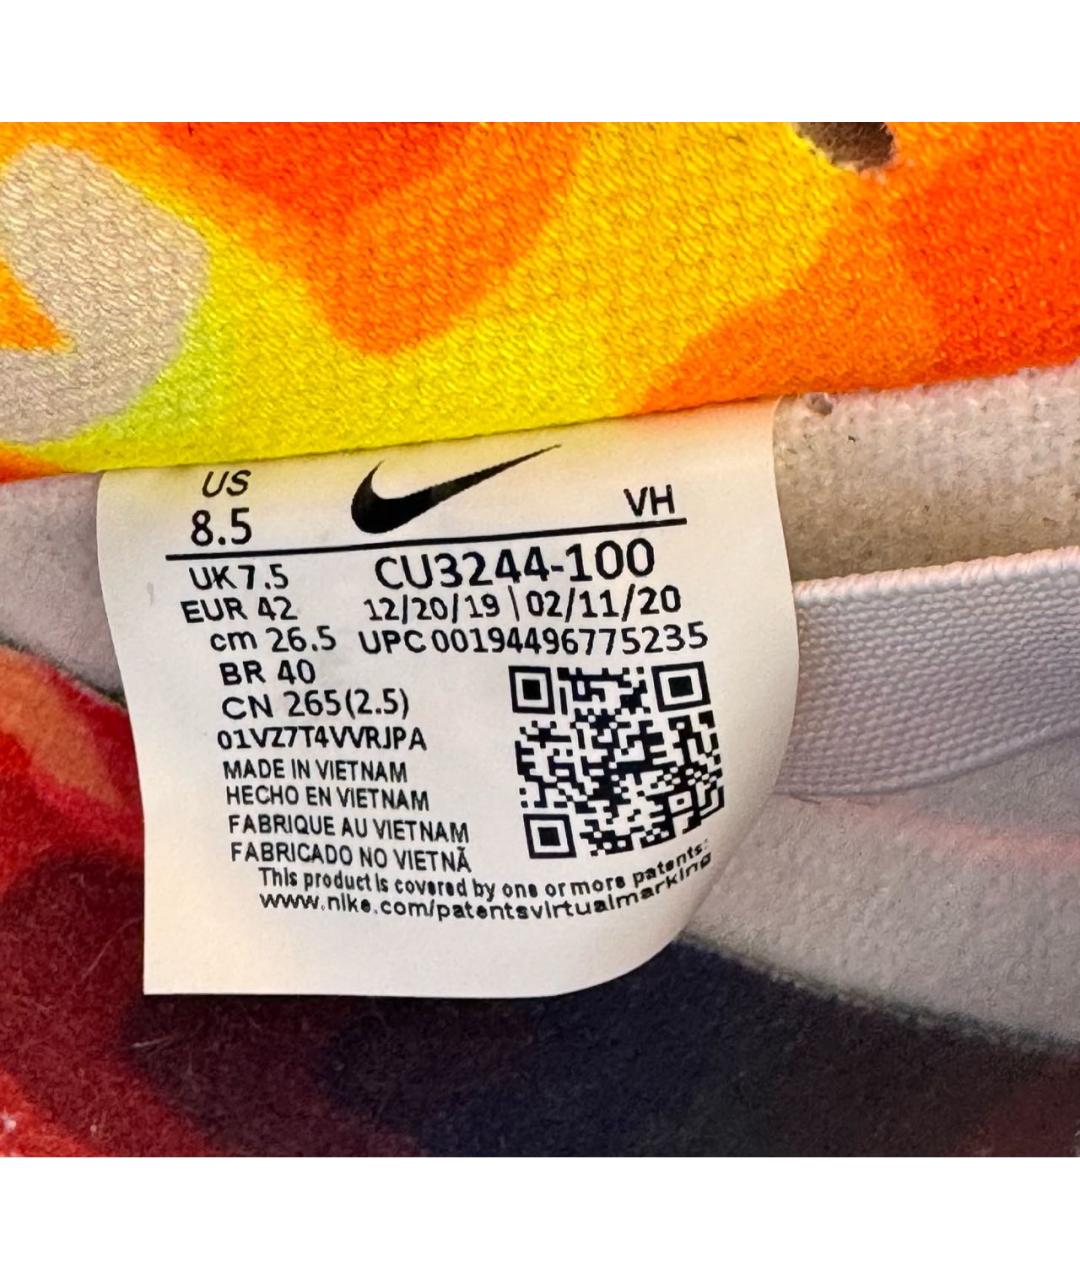 US
8.5
VH
UK 7.5
CU3244-100
EUR 42
12/20/19 \ 02/11/20
cm 26.5
UPC 00194496775235
BR 40
CN 265(2.5)
01VZ7T4VVRJPA
MADE IN VIETNAM
HECHO EN VIETNAM
FABRIQUE AU VIETNAM
FABRICADO NO VIETNÃ
This product is covered by one or more patents:
www.nike.com/patentsvirtualmarking